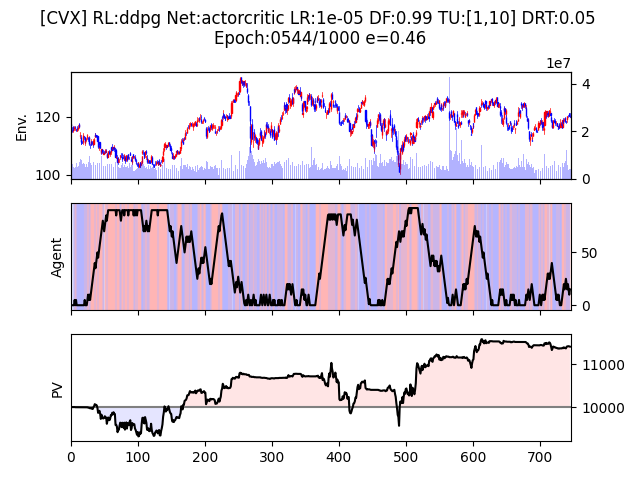 [CVX] RL:ddpg Net:actorcritic LR:1e-05 DF:0.99 TU:[1,10] DRT:0.05
Epoch:0544/1000 e=0.46
1e7
Env.
120
100
4
2
0
Agent
50
0
PV
11000
10000
0 100 200 300 400 500 600 700